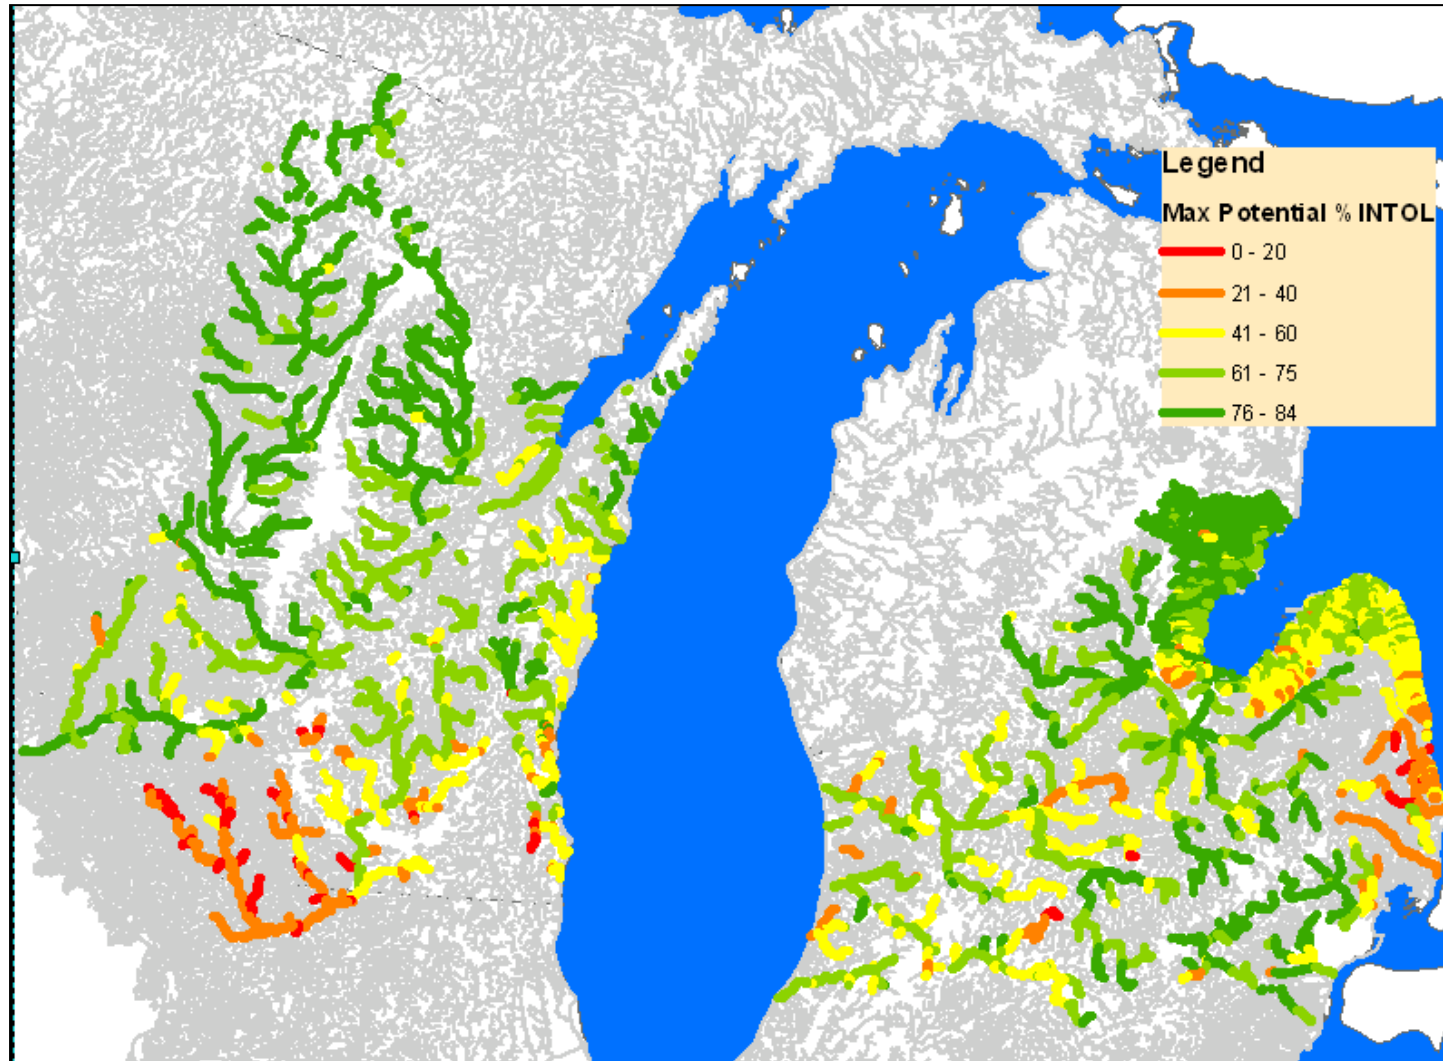 Legend
Max Potential % INTOL
0 - 20
21 - 40
41 - 60
61 - 75
76 - 84